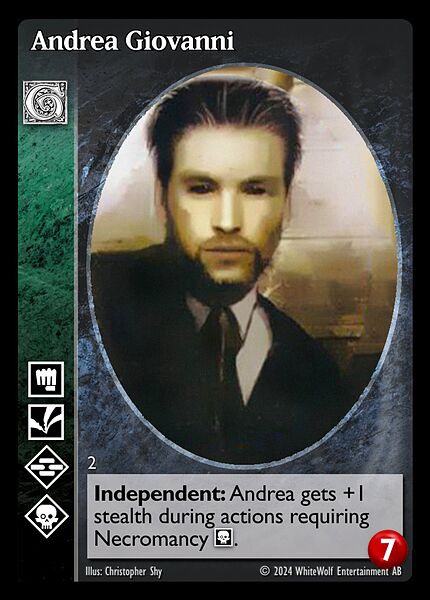 Andrea Giovanni
2
Independent: Andrea gets +1
stealth during actions requiring
Necromancy .
7
Illus: Christopher Shy © 2024 WhiteWolf Entertainment AB